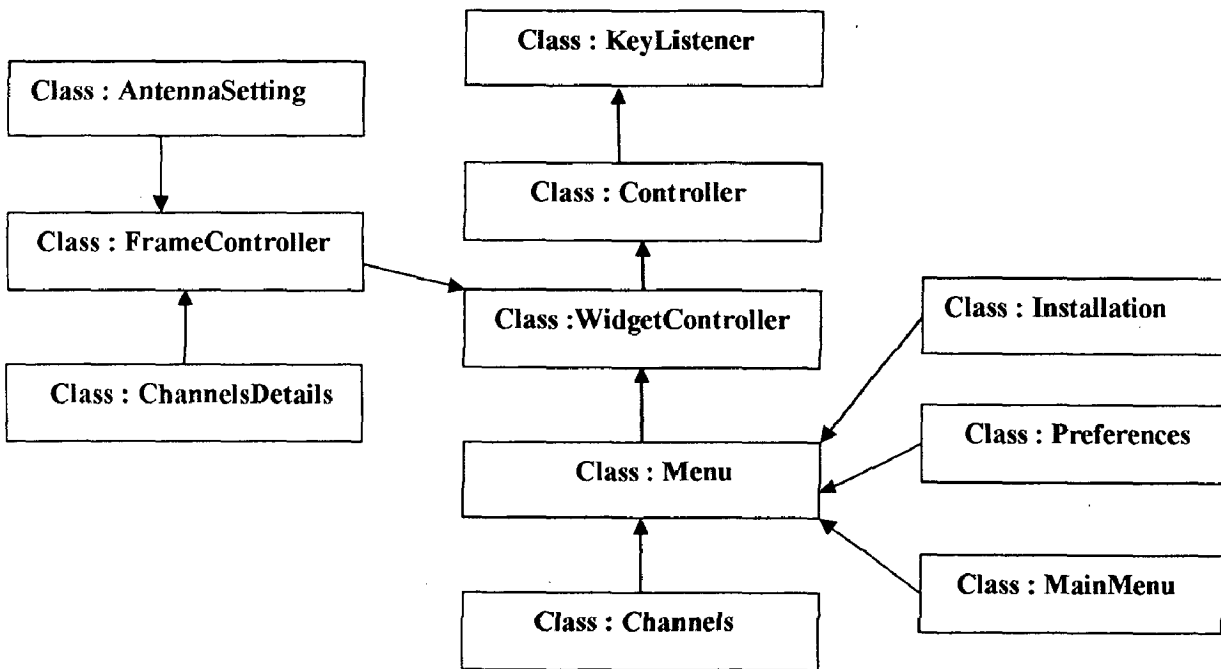 Class : KeyListener
Class : AntennaSetting
Class : Controller
Class : FrameController
Class :WidgetController
Class : Installation
Class : ChannelsDetails
Class : Preferences
Class : Menu
Class : MainMenu
Class : Channels